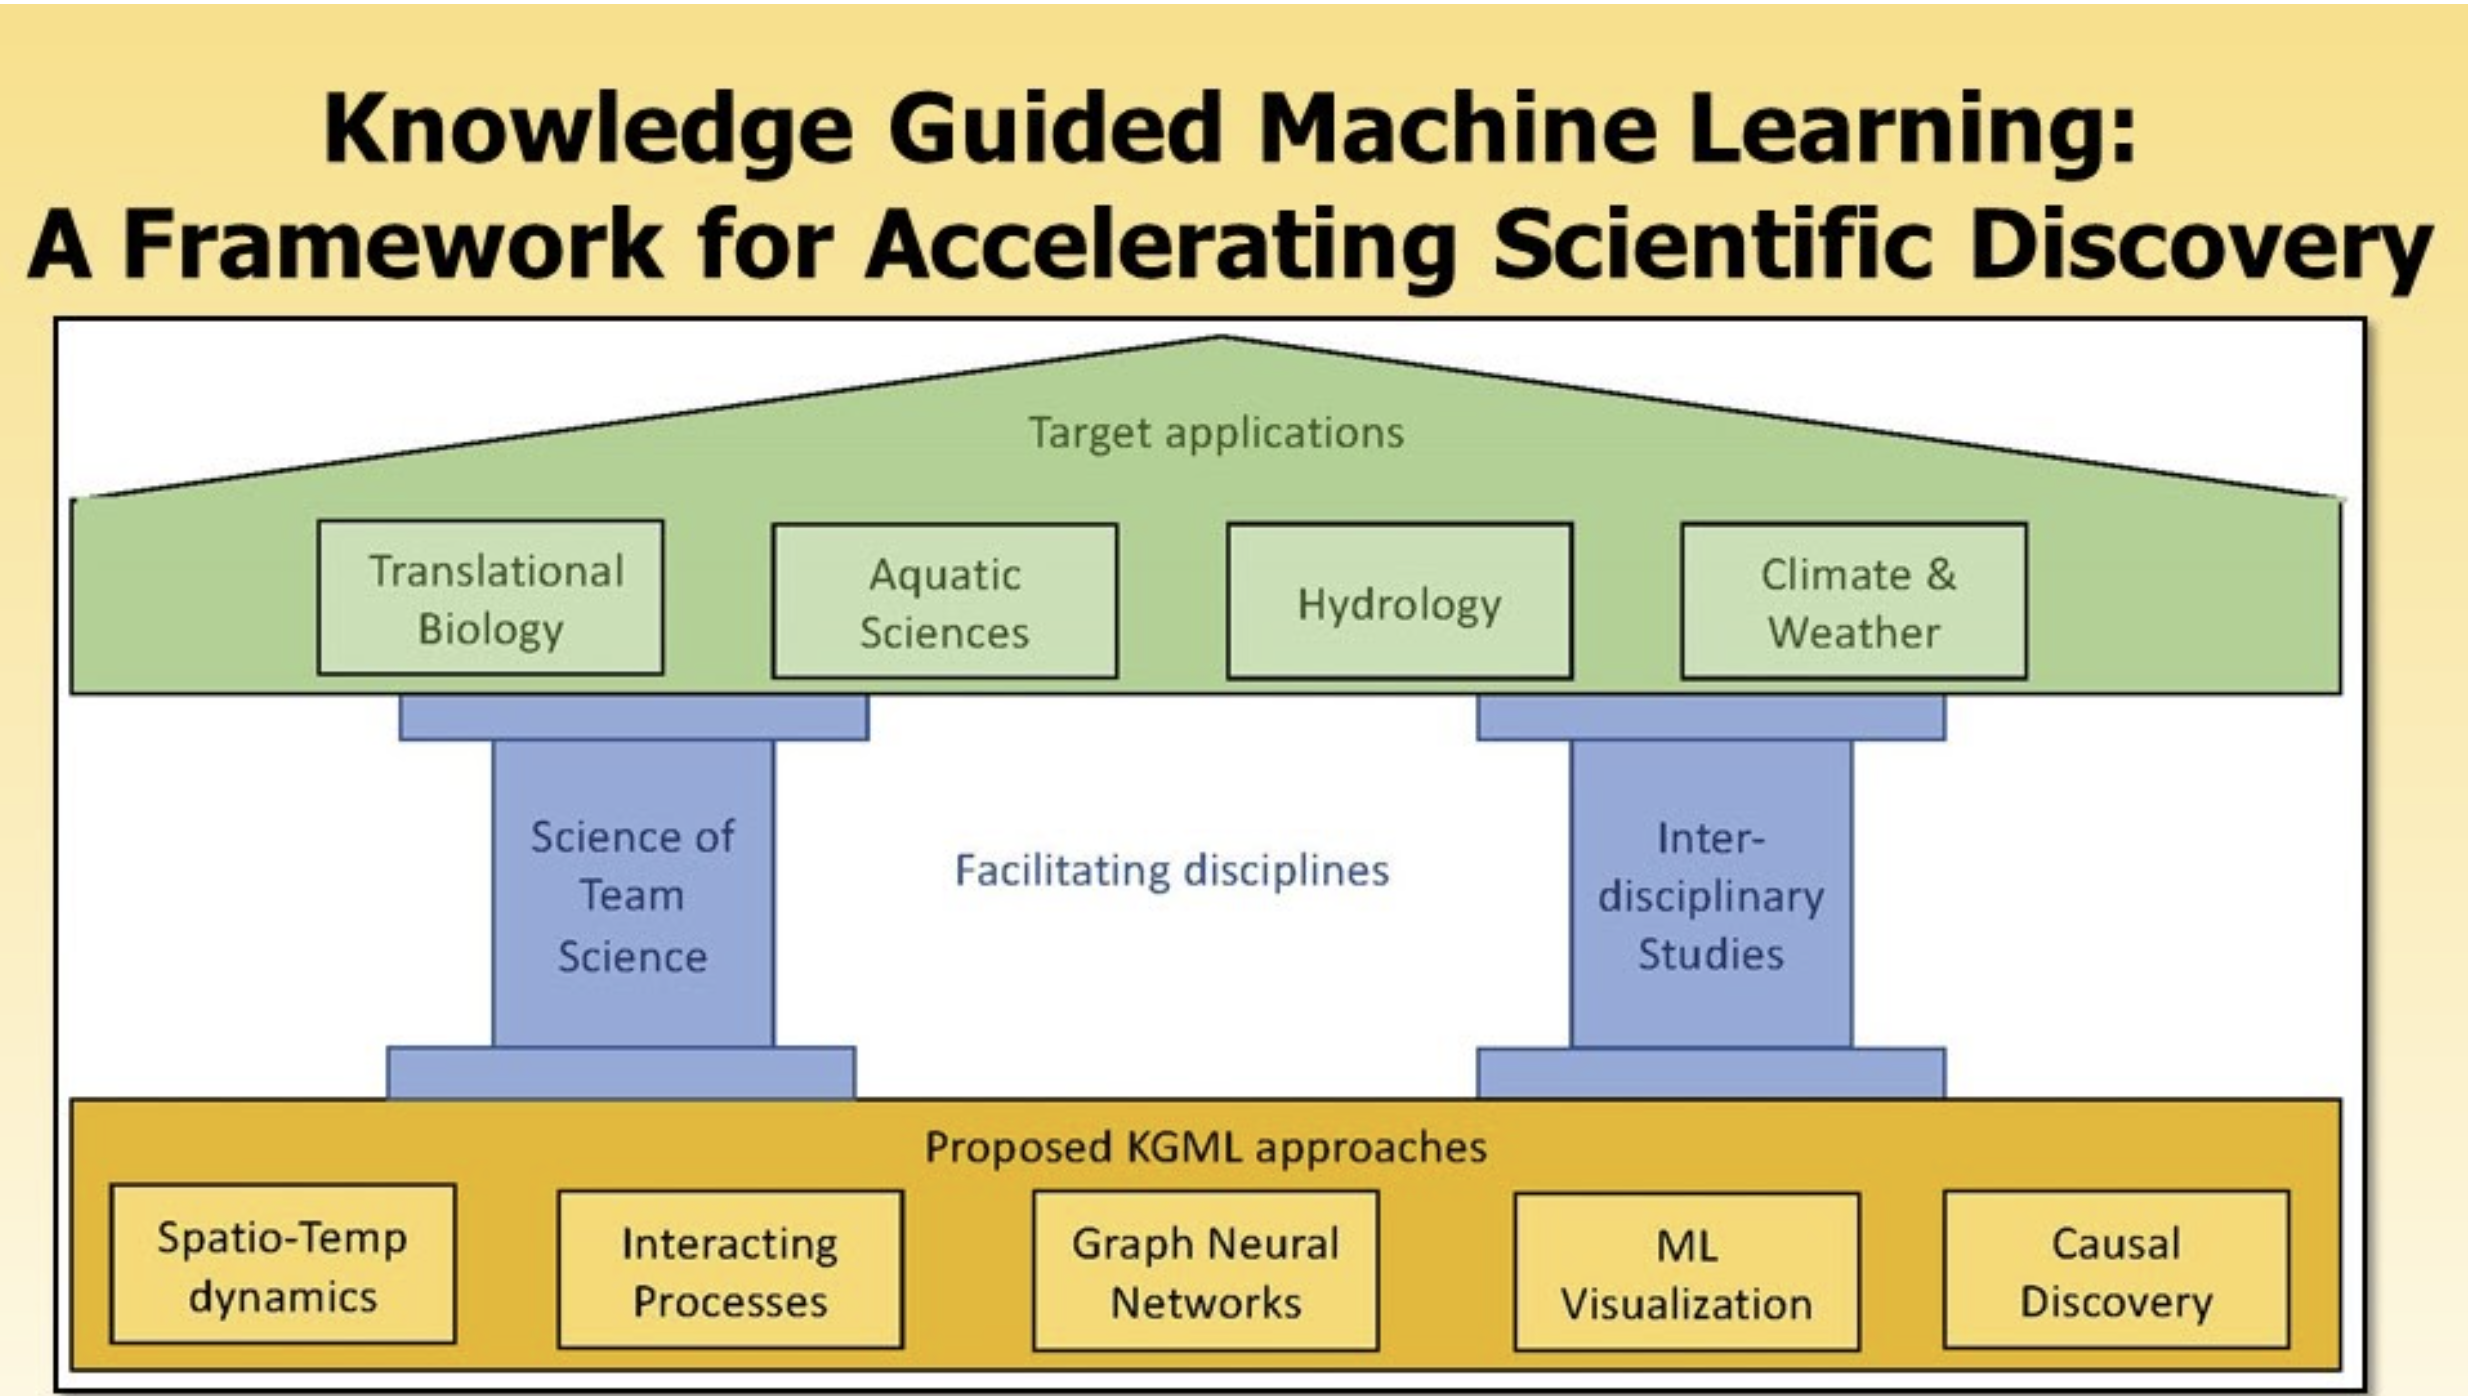 Knowledge Guided Machine Learning:
A Framework for Accelerating Scientific Discovery
Target applications
Translational
Biology
Aquatic
Sciences
Hydrology
Climate &
Weather
Science of
Team
Science
Facilitating disciplines
Inter-
disciplinary
Studies
Proposed KGML approaches
Spatio-Temp
dynamics
Interacting
Processes
Graph Neural
Networks
ML
Visualization
Causal
Discovery